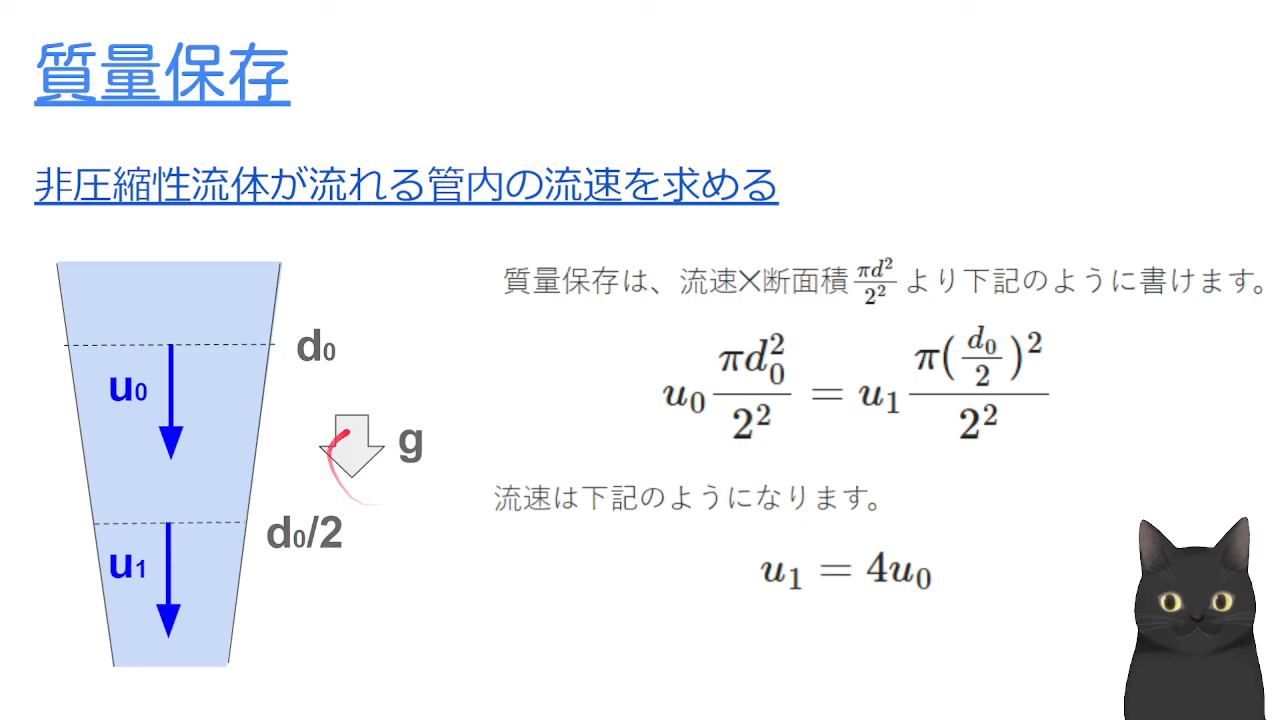 質量保存
非圧縮性流体が流れる管内の流速を求める
質量保存は、流速×断面積 πd²/2² より下記のように書けます。
u₀ πd₀²/2² = u₁ π(d₀/2)²/2²
流速は下記のようになります。
u₁ = 4u₀
d₀
u₀
g
d₀/2
u₁